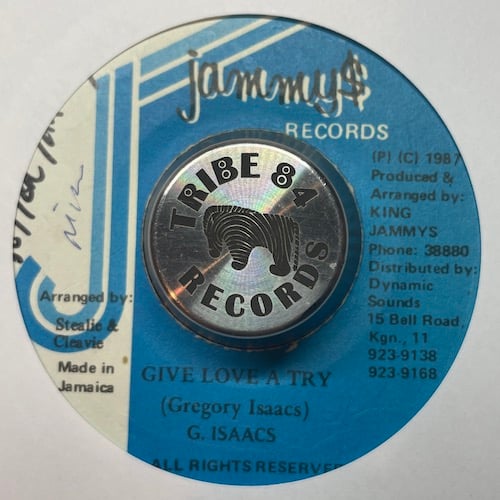 jammy$
RECORDS
(P) (C) 1987
Produced &
Arranged by:
KING
JAMMYS
Phone: 38880
Distributed by:
Dynamic
Sounds
15 Bell Road,
Kgn., 11
923-9138
923-9168
TRIBE 84
RECORDS
Arranged by:
Stealie &
Cleavie
Made in
Jamaica
GIVE LOVE A TRY
(Gregory Isaacs)
G. ISAACS
ALL RIGHTS RESERVE